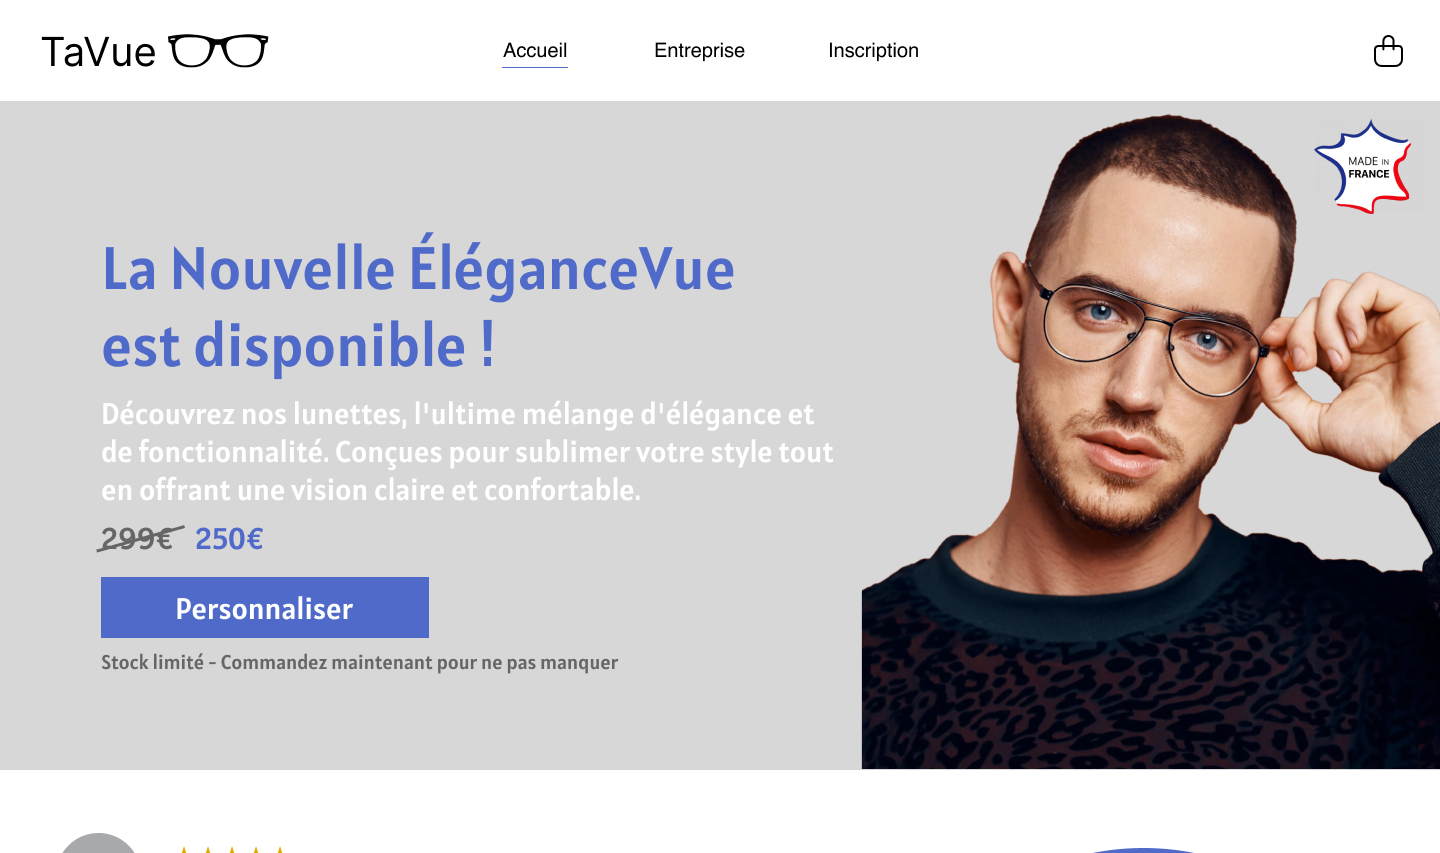 TaVue
Accueil
Entreprise
Inscription
MADE IN
FRANCE
La Nouvelle ÉléganceVue
est disponible !
Découvrez nos lunettes, l'ultime mélange d'élégance et
de fonctionnalité. Conçues pour sublimer votre style tout
en offrant une vision claire et confortable.
299€ 250€
Personnaliser
Stock limité - Commandez maintenant pour ne pas manquer